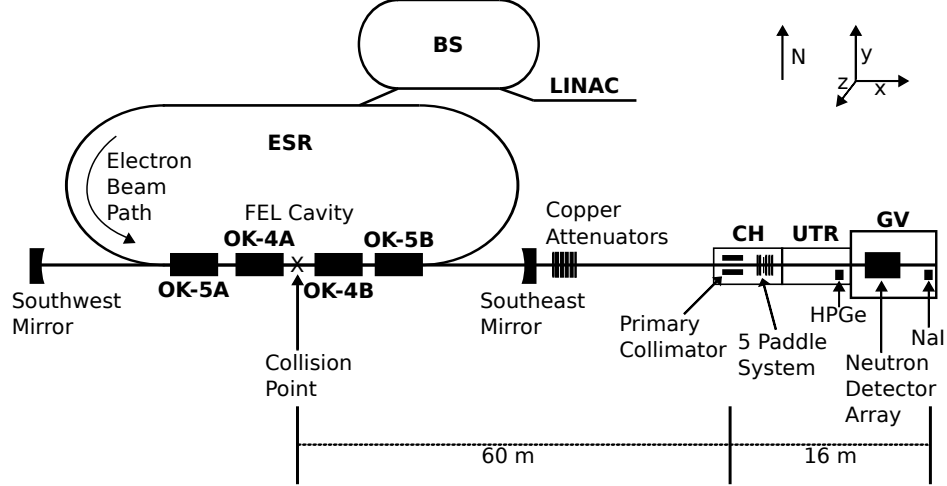 BS
LINAC
N
y
z
x
ESR
Electron
Beam
Path
FEL Cavity
OK-4A
OK-5B
X
OK-5A
OK-4B
Southwest
Mirror
Collision
Point
Southeast
Mirror
Copper
Attenuators
CH
UTR
GV
Primary
Collimator
5 Paddle
System
HPGe
NaI
Neutron
Detector
Array
60 m
16 m